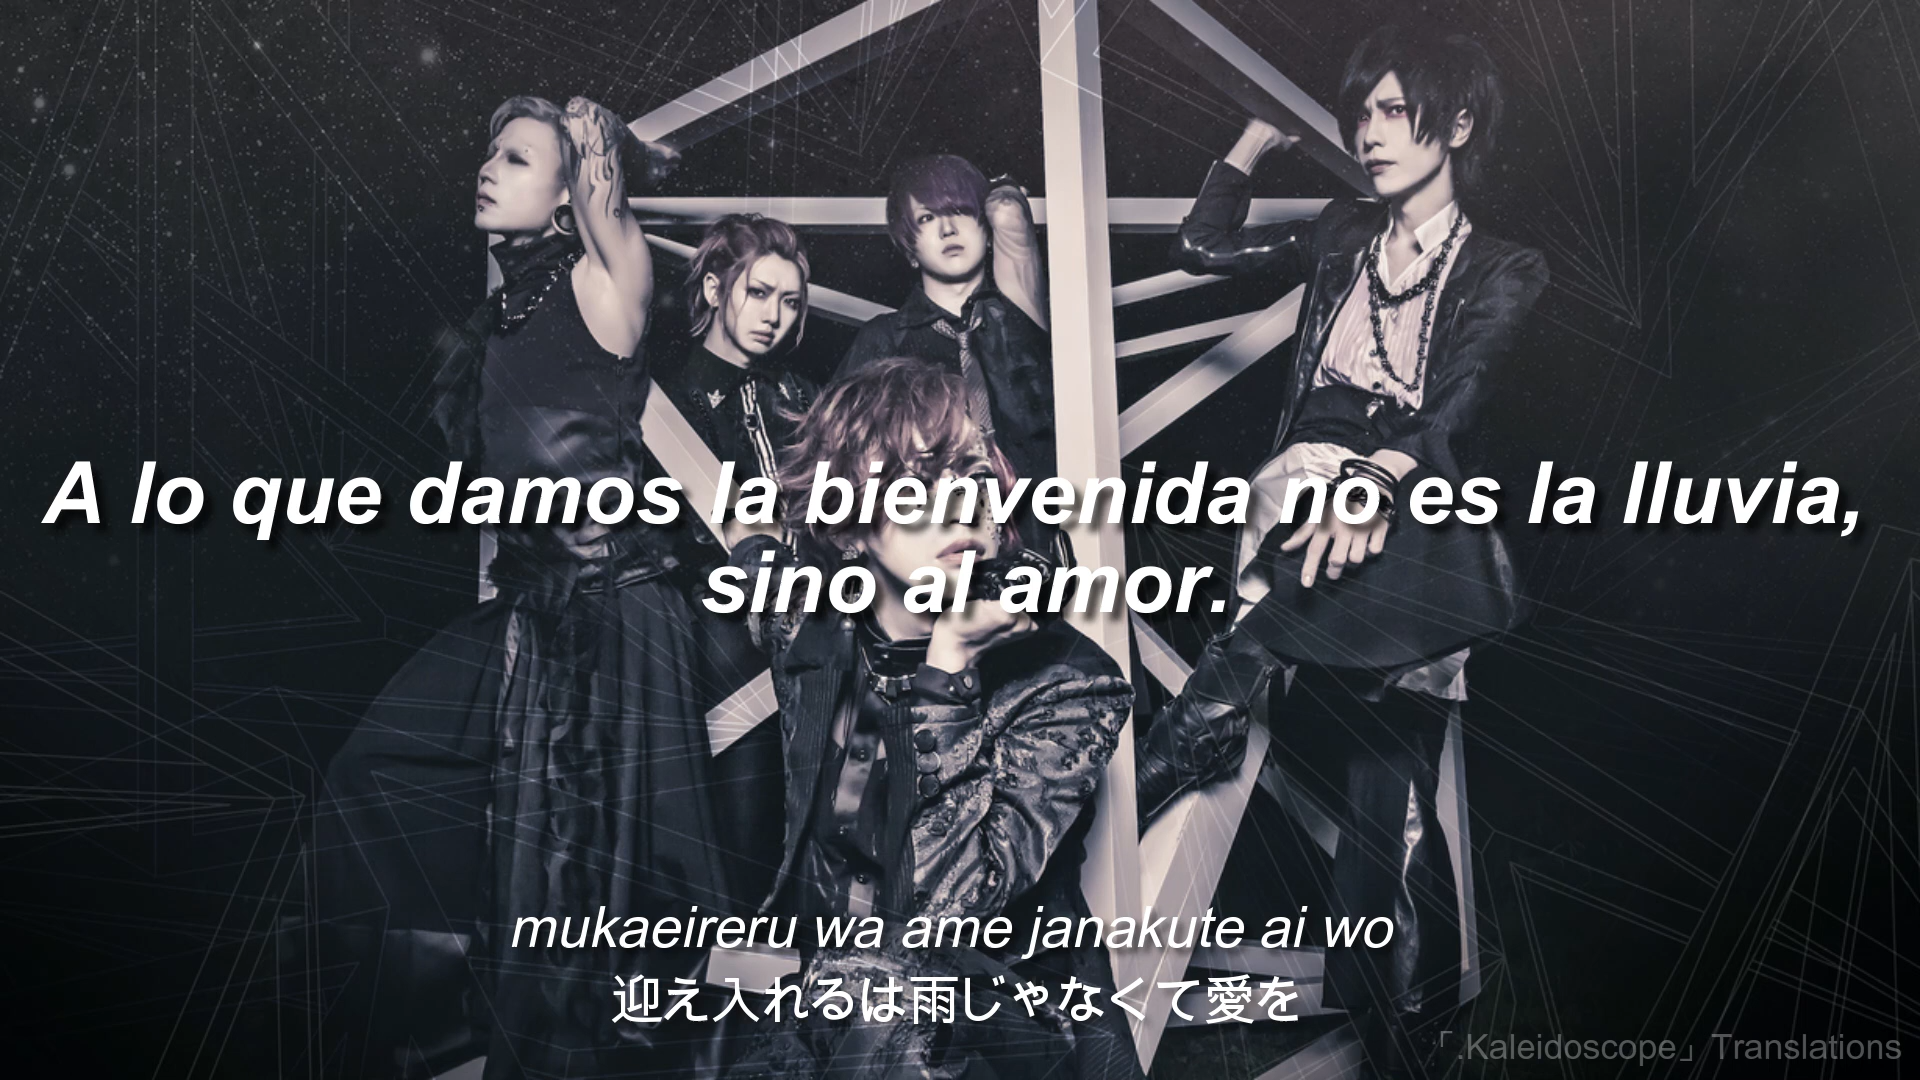 A lo que damos la bienvenida no es la lluvia,
sino al amor.
mukaeireru wa ame janakute ai wo
迎え入れるは雨じゃなくて愛を
「.Kaleidoscope」Translations